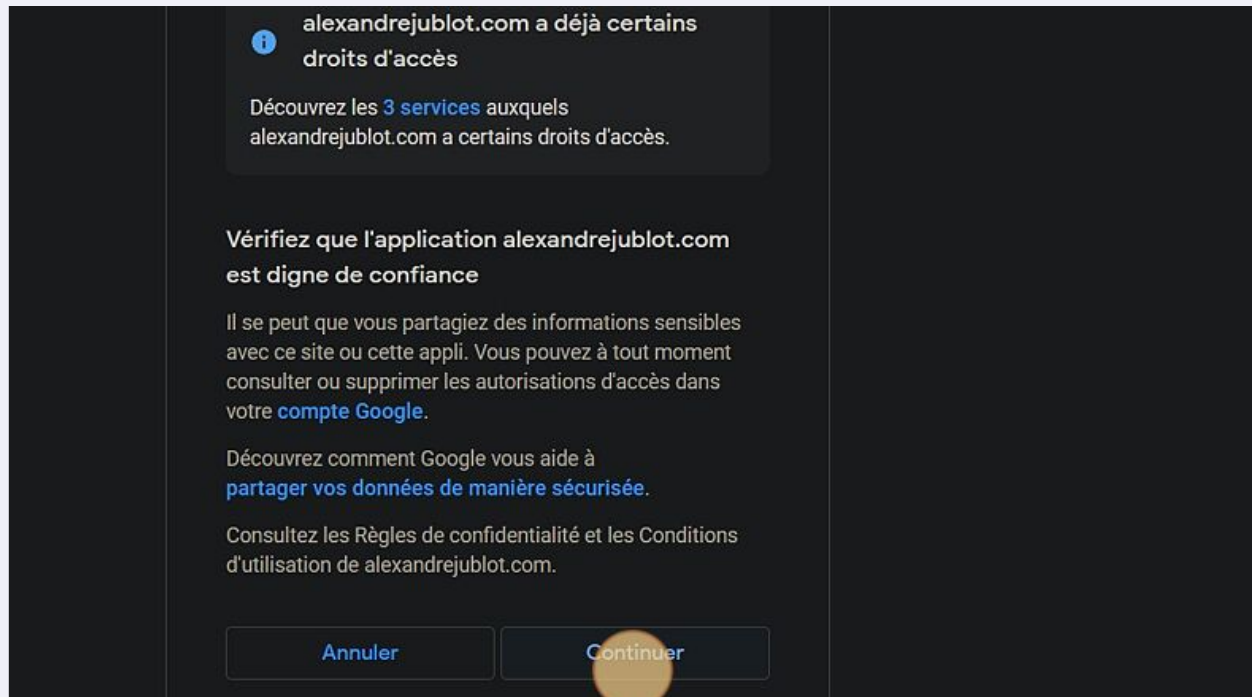 alexandrejublot.com a déjà certains
droits d'accès
Découvrez les 3 services auxquels
alexandrejublot.com a certains droits d'accès.
Vérifiez que l'application alexandrejublot.com
est digne de confiance
Il se peut que vous partagiez des informations sensibles
avec ce site ou cette appli. Vous pouvez à tout moment
consulter ou supprimer les autorisations d'accès dans
votre compte Google.
Découvrez comment Google vous aide à
partager vos données de manière sécurisée.
Consultez les Règles de confidentialité et les Conditions
d'utilisation de alexandrejublot.com.
Annuler
Continuer